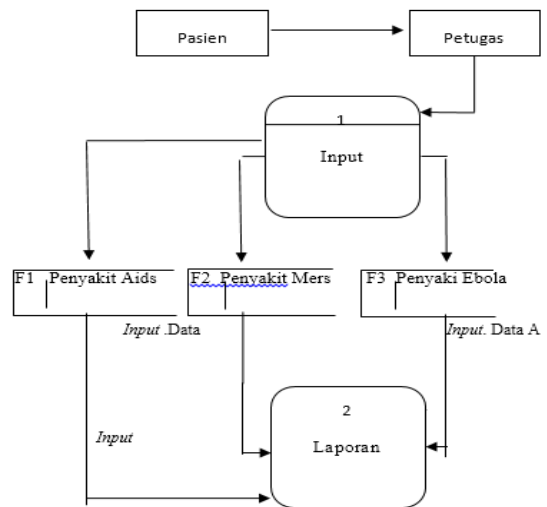 Pasien
Petugas
1
Input
F1 Penyakit Aids
F2 Penyakit Mers
F3 Penyaki Ebola
Input .Data
Input. Data A
2
Input
Laporan